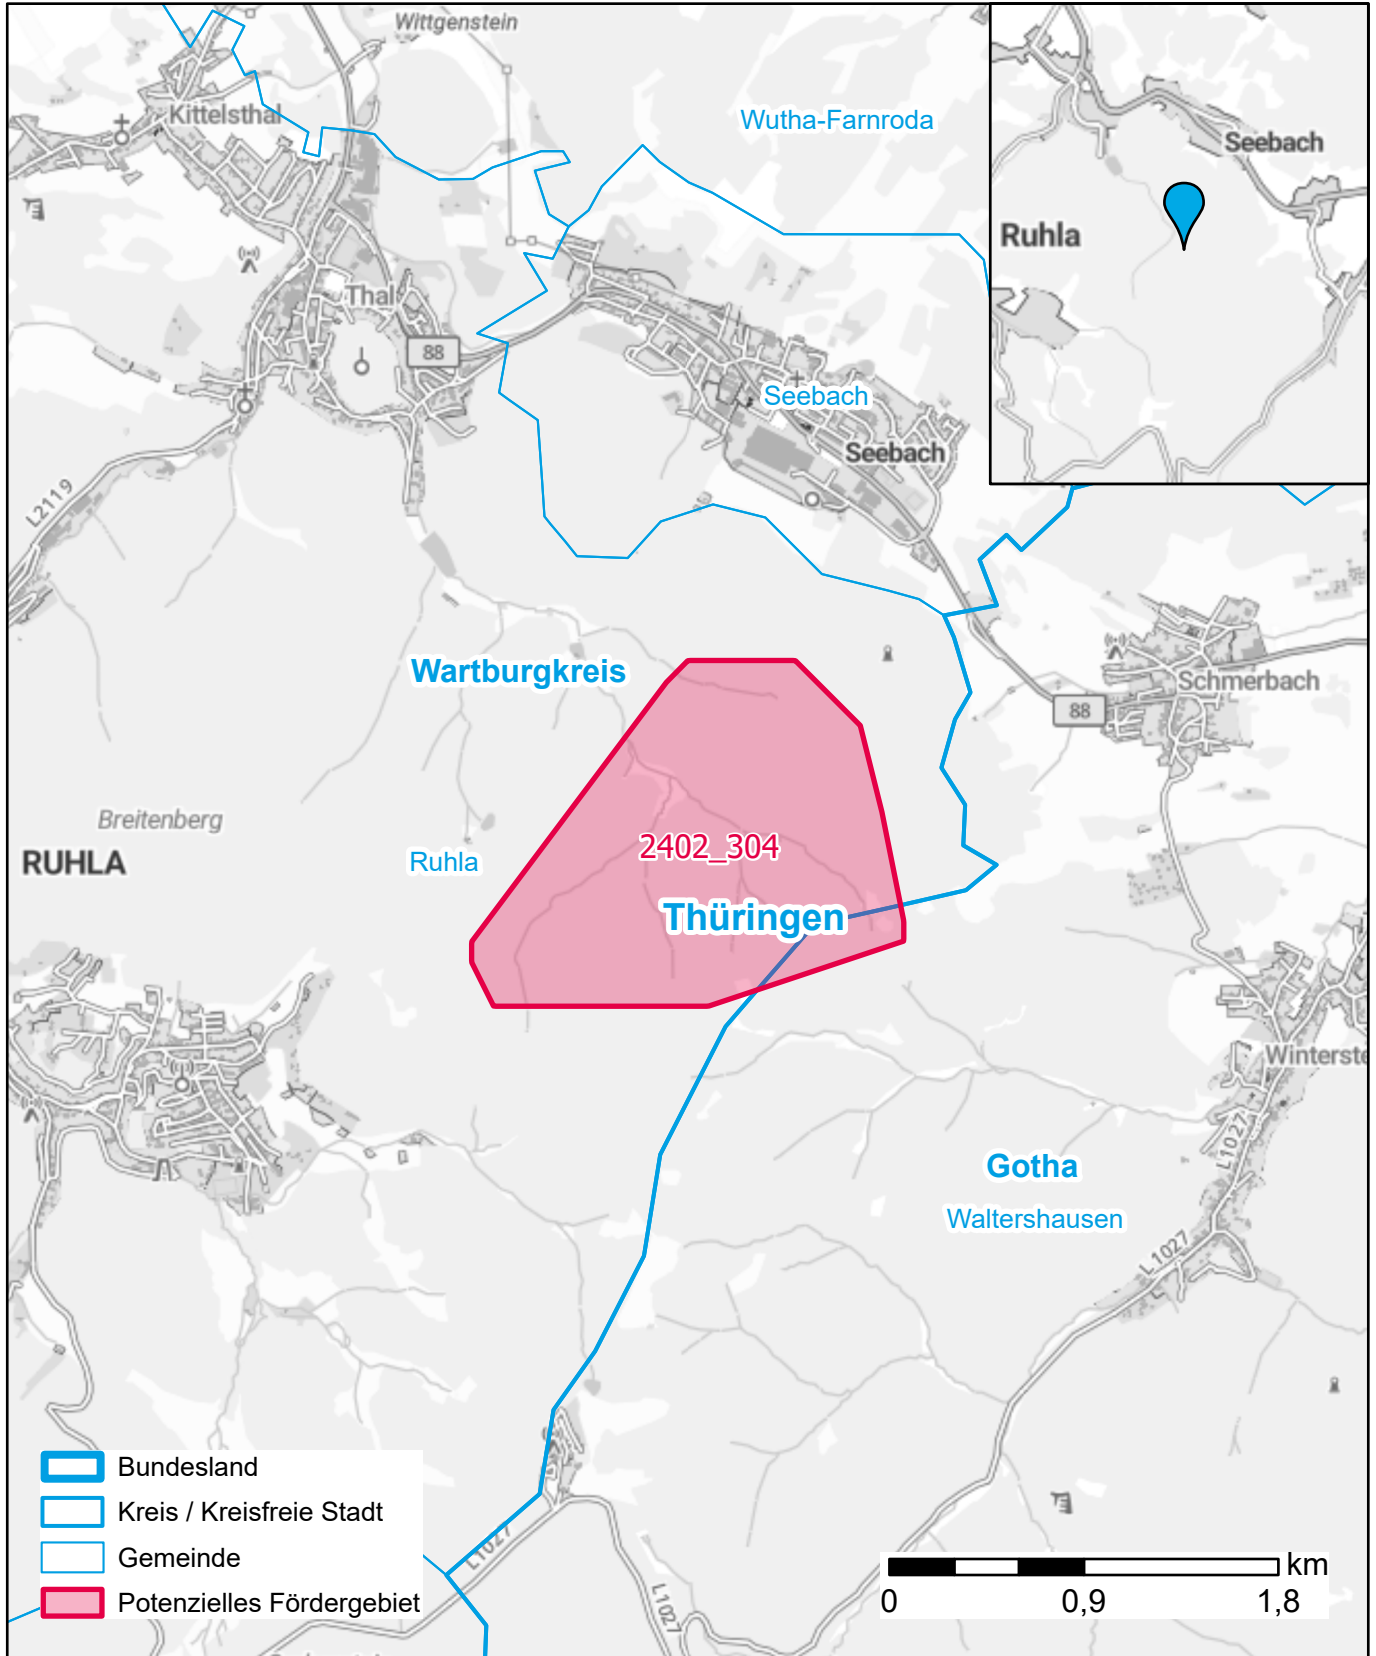 Wittgenstein
Kittelsthal
Wutha-Farnroda
Seebach
Ruhla
Thal
88
Seebach
Seebach
L2119
Wartburgkreis
Schmerbach
88
Breitenberg
RUHLA
Ruhla
2402_304
Thüringen
Winterste
L1027
Gotha
Waltershausen
L1027
L1027
L1027
Bundesland
Kreis / Kreisfreie Stadt
Gemeinde
Potenzielles Fördergebiet
km
0 0,9 1,8